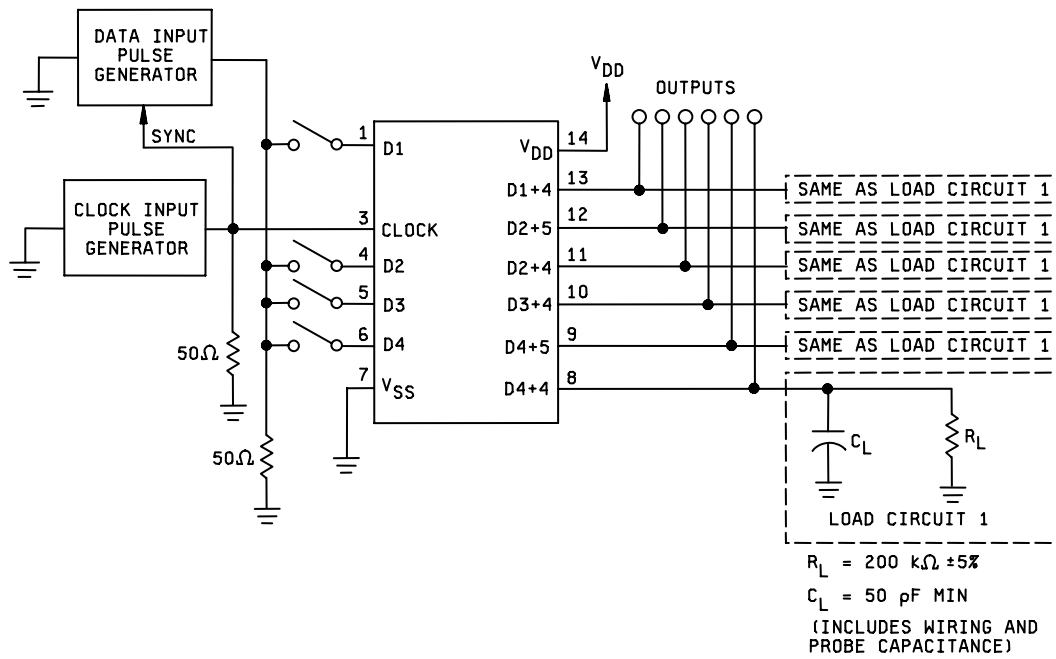 DATA INPUT
PULSE
GENERATOR
SYNC
CLOCK INPUT
PULSE
GENERATOR
50Ω
50Ω
1
D1
3
CLOCK
4
D2
5
D3
6
D4
7
VSS
VDD
OUTPUTS
14
VDD
13
D1+4
12
D2+5
11
D2+4
10
D3+4
9
D4+5
8
D4+4
SAME AS LOAD CIRCUIT 1
SAME AS LOAD CIRCUIT 1
SAME AS LOAD CIRCUIT 1
SAME AS LOAD CIRCUIT 1
SAME AS LOAD CIRCUIT 1
CL
RL
LOAD CIRCUIT 1
RL = 200 kΩ ±5%
CL = 50 pF MIN
(INCLUDES WIRING AND
PROBE CAPACITANCE)